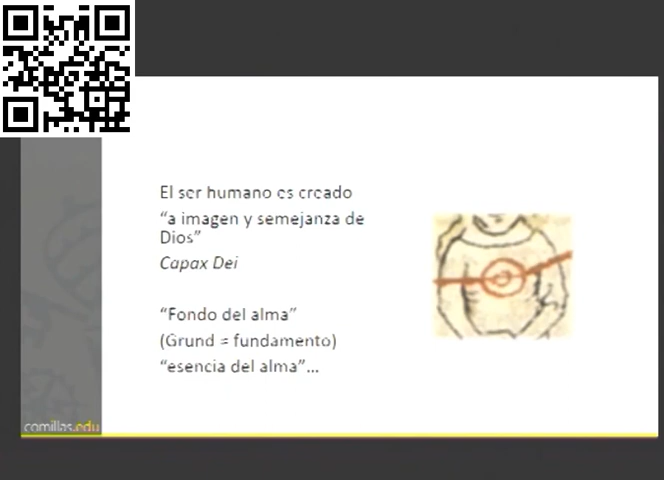 El ser humano es creado
“a imagen y semejanza de
Dios”
Capax Dei
“Fondo del alma”
(Grund = fundamento)
“esencia del alma”...
comillas.edu